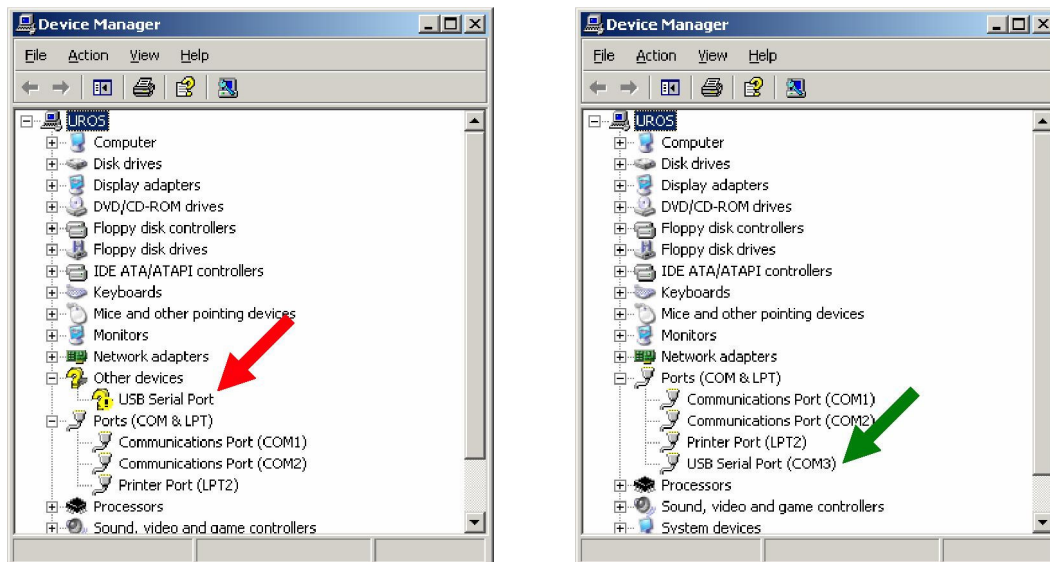 Device Manager
File Action View Help
UROS
Computer
Disk drives
Display adapters
DVD/CD-ROM drives
Floppy disk controllers
Floppy disk drives
IDE ATA/ATAPI controllers
Keyboards
Mice and other pointing devices
Monitors
Network adapters
Other devices
USB Serial Port
Ports (COM & LPT)
Communications Port (COM1)
Communications Port (COM2)
Printer Port (LPT2)
Processors
Sound, video and game controllers
Device Manager
File Action View Help
UROS
Computer
Disk drives
Display adapters
DVD/CD-ROM drives
Floppy disk controllers
Floppy disk drives
IDE ATA/ATAPI controllers
Keyboards
Mice and other pointing devices
Monitors
Network adapters
Ports (COM & LPT)
Communications Port (COM1)
Communications Port (COM2)
Printer Port (LPT2)
USB Serial Port (COM3)
Processors
Sound, video and game controllers
System devices